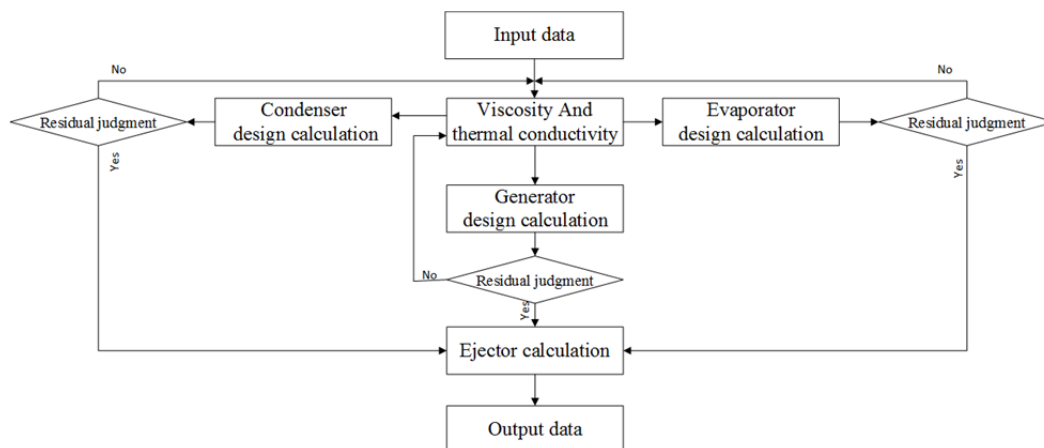 Input data
No
No
Residual judgment
Condenser
design calculation
Viscosity And
thermal conductivity
Evaporator
design calculation
Residual judgment
Yes
Yes
Generator
design calculation
No
Residual judgment
Yes
Ejector calculation
Output data